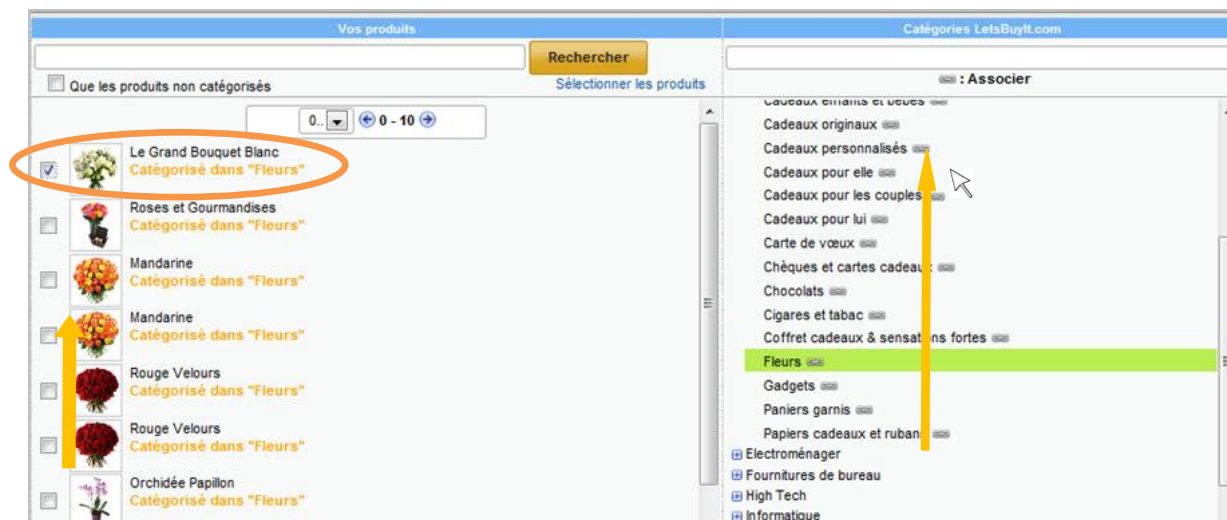 Vos produits
Catégories LetsBuyIt.com
Rechercher
Que les produits non catégorisés
Sélectionner les produits
: Associer
0..
0 - 10
Le Grand Bouquet Blanc
Catégorisé dans "Fleurs"
Roses et Gourmandises
Catégorisé dans "Fleurs"
Mandarine
Catégorisé dans "Fleurs"
Mandarine
Catégorisé dans "Fleurs"
Rouge Velours
Catégorisé dans "Fleurs"
Rouge Velours
Catégorisé dans "Fleurs"
Orchidée Papillon
Catégorisé dans "Fleurs"
Cadeaux enfants et bébés
Cadeaux originaux
Cadeaux personnalisés
Cadeaux pour elle
Cadeaux pour les couples
Cadeaux pour lui
Carte de vœux
Chèques et cartes cadeaux
Chocolats
Cigares et tabac
Coffret cadeaux & sensations fortes
Fleurs
Gadgets
Paniers garnis
Papiers cadeaux et rubans
Electroménager
Fournitures de bureau
High Tech
Informatique